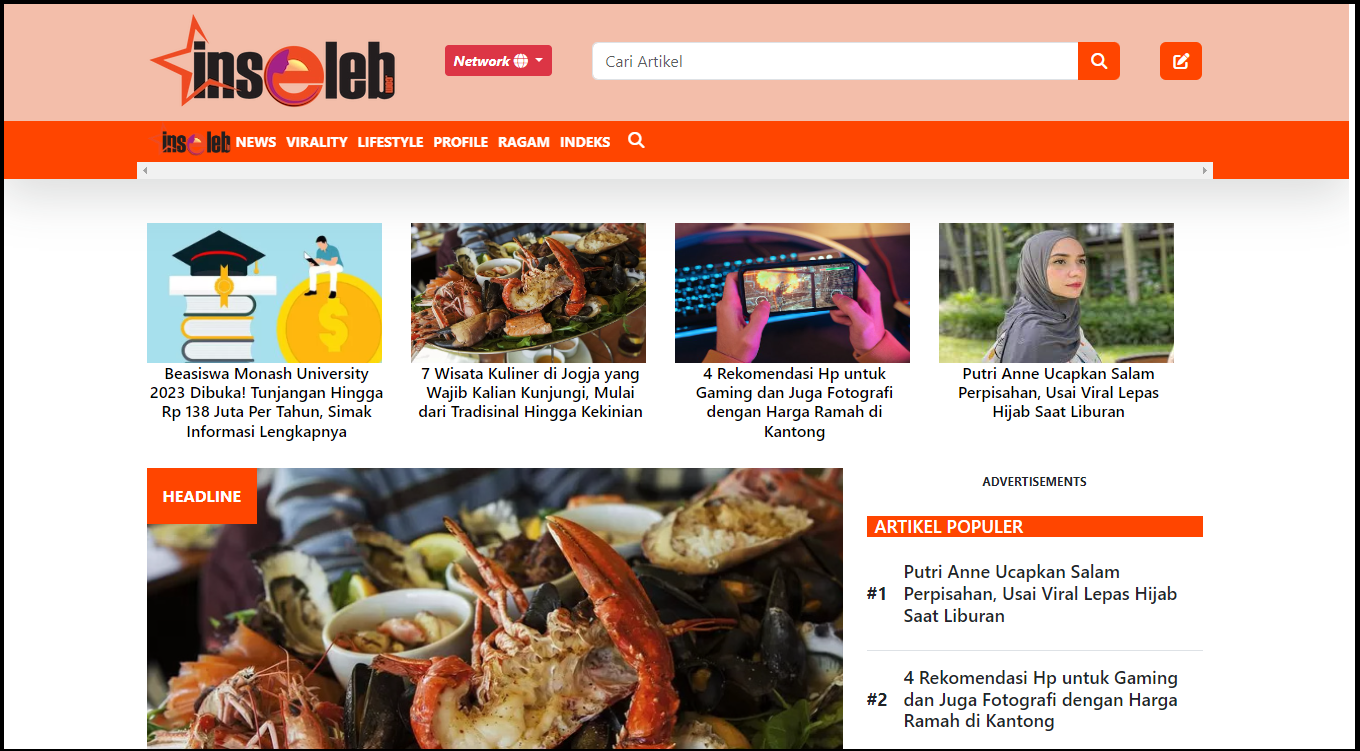 inseleb
.com
Network
Cari Artikel
inseleb NEWS VIRALITY LIFESTYLE PROFILE RAGAM INDEKS
Beasiswa Monash University
2023 Dibuka! Tunjangan Hingga
Rp 138 Juta Per Tahun, Simak
Informasi Lengkapnya
7 Wisata Kuliner di Jogja yang
Wajib Kalian Kunjungi, Mulai
dari Tradisinal Hingga Kekinian
4 Rekomendasi Hp untuk
Gaming dan Juga Fotografi
dengan Harga Ramah di
Kantong
Putri Anne Ucapkan Salam
Perpisahan, Usai Viral Lepas
Hijab Saat Liburan
HEADLINE
ADVERTISEMENTS
ARTIKEL POPULER
#1
Putri Anne Ucapkan Salam
Perpisahan, Usai Viral Lepas Hijab
Saat Liburan
#2
4 Rekomendasi Hp untuk Gaming
dan Juga Fotografi dengan Harga
Ramah di Kantong